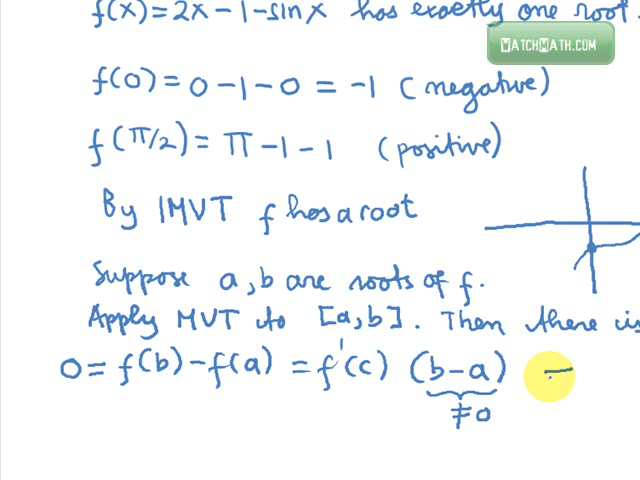 f(x) = 2x - 1 - sin x has exactly one root.
WATCHMATH.COM
f(0) = 0 - 1 - 0 = -1 (negative)
f(π/2) = π - 1 - 1 (positive)
By IMVT f has a root
Suppose a, b are roots of f.
Apply MVT to [a,b]. Then there is
0 = f(b) - f(a) = f'(c) (b - a)
≠0